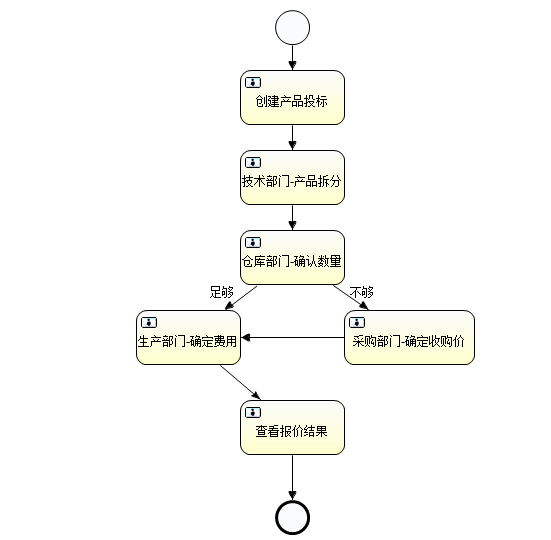 创建产品投标
技术部门-产品拆分
仓库部门-确认数量
足够
不够
生产部门-确定费用
采购部门-确定收购价
查看报价结果